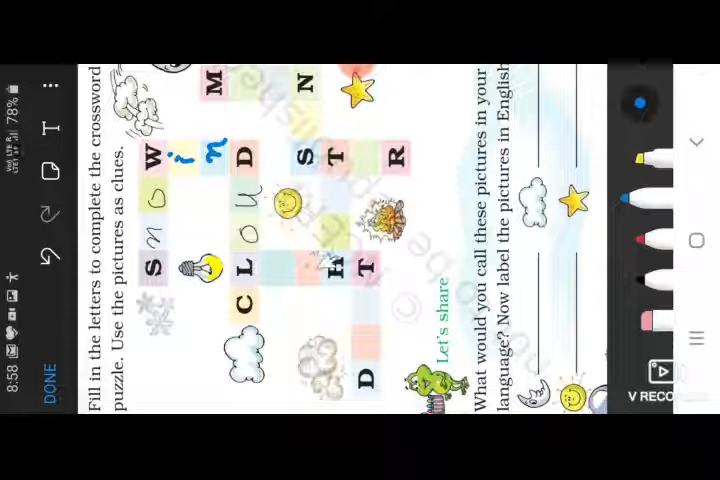 8:58
78%
DONE
T
Fill in the letters to complete the crossword
puzzle. Use the pictures as clues.
S n o W
i
n
M
C L o u D
S
N
H
T
R
D
T
Let's share
What would you call these pictures in your
language? Now label the pictures in English
V RECO